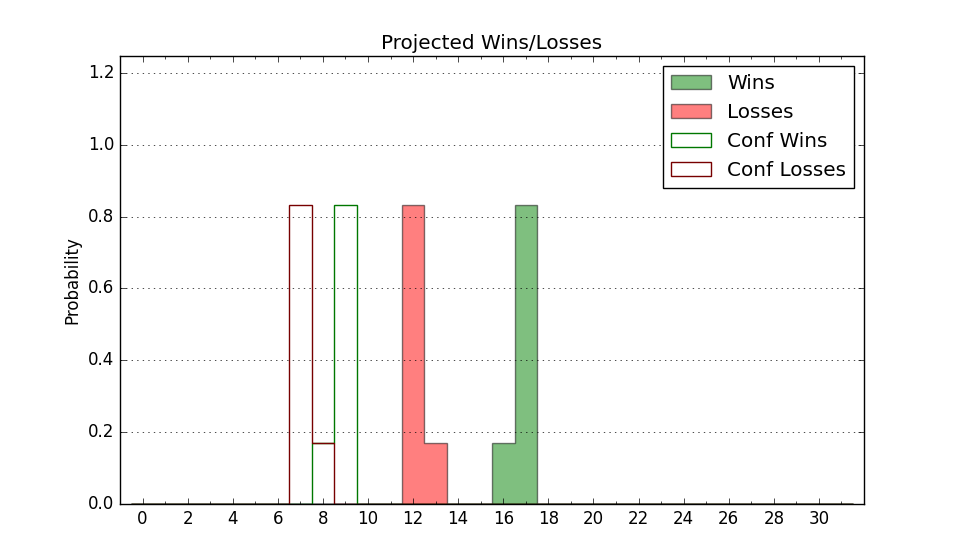 Projected Wins/Losses
1.2
1.0
0.8
0.6
0.4
0.2
0.0
Probability
Wins
Losses
Conf Wins
Conf Losses
0 2 4 6 8 10 12 14 16 18 20 22 24 26 28 30